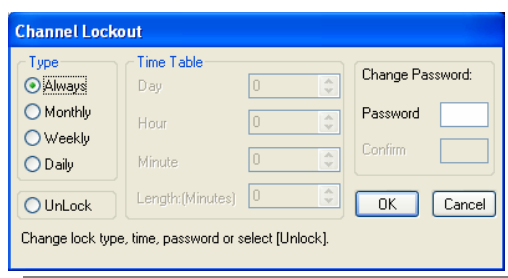 Channel Lockout
Type
Always
Monthly
Weekly
Daily
UnLock
Time Table
Day 0
Hour 0
Minute 0
Length:(Minutes) 0
Change Password:
Password
Confirm
OK Cancel
Change lock type, time, password or select [Unlock].